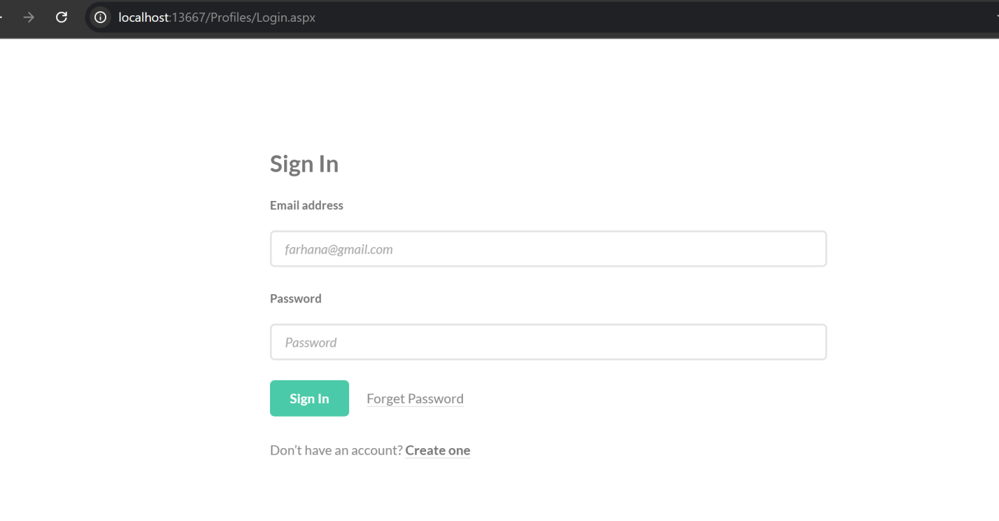 localhost:13667/Profiles/Login.aspx
Sign In
Email address
farhana@gmail.com
Password
Password
Sign In Forget Password
Don’t have an account? Create one